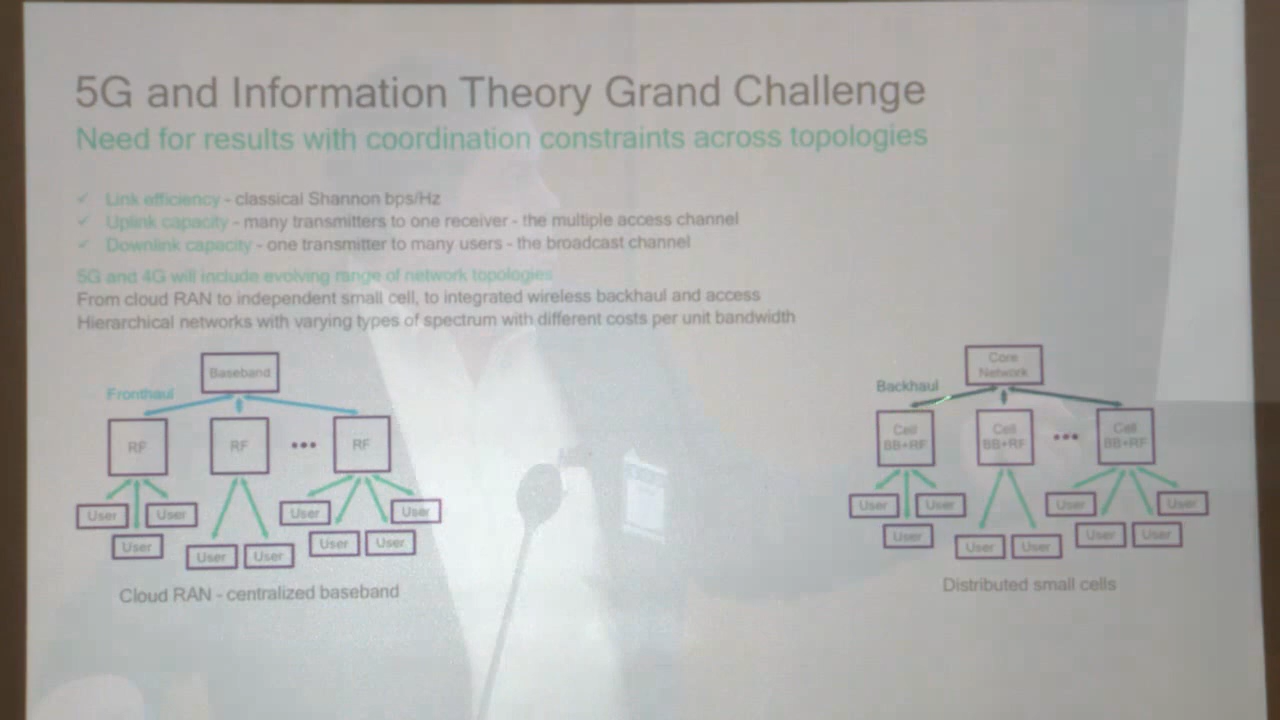 5G and Information Theory Grand Challenge
Need for results with coordination constraints across topologies
✓ Link efficiency - classical Shannon bps/Hz
✓ Uplink capacity - many transmitters to one receiver - the multiple access channel
✓ Downlink capacity - one transmitter to many users - the broadcast channel
5G and 4G will include evolving range of network topologies
From cloud RAN to independent small cell, to integrated wireless backhaul and access
Hierarchical networks with varying types of spectrum with different costs per unit bandwidth
Baseband
Fronthaul
RF
RF
•••
RF
User
User
User
User
User
User
User
User
User
Cloud RAN - centralized baseband
Core
Network
Backhaul
Cell
BB+RF
Cell
BB+RF
•••
Cell
BB+RF
User
User
User
User
User
User
User
User
User
Distributed small cells